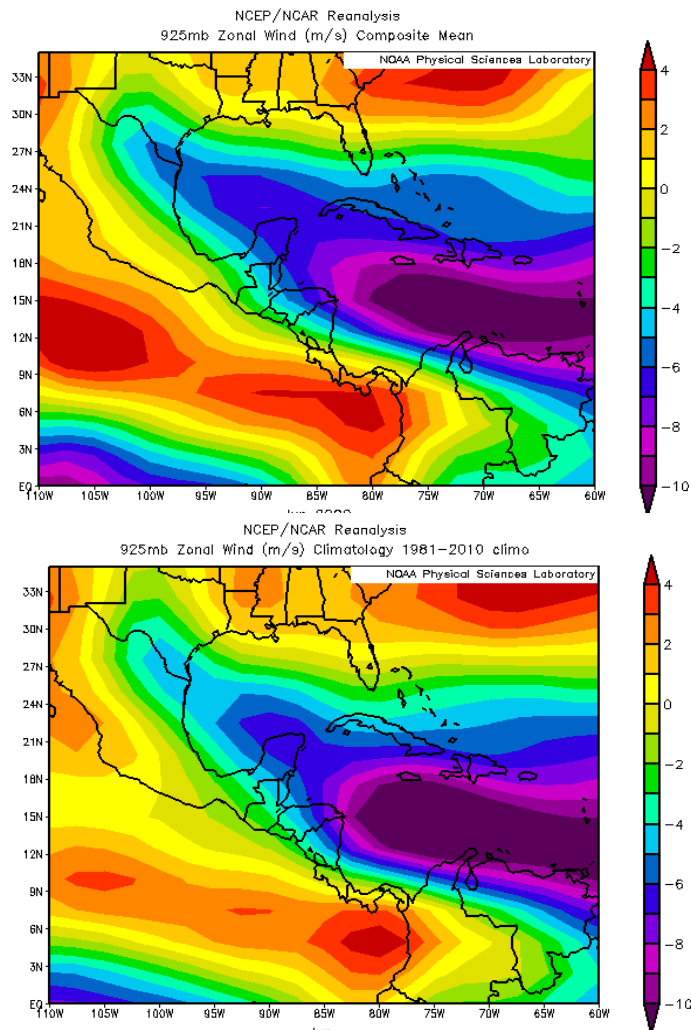 NCEP/NCAR Reanalysis
925mb Zonal Wind (m/s) Composite Mean
NOAA Physical Sciences Laboratory
33N
30N
27N
24N
21N
18N
15N
12N
9N
6N
3N
EQ
110W 105W 100W 95W 90W 85W 80W 75W 70W 65W 60W
4
2
0
-2
-4
-6
-8
-10
NCEP/NCAR Reanalysis
925mb Zonal Wind (m/s) Climatology 1981-2010 climo
NOAA Physical Sciences Laboratory
33N
30N
27N
24N
21N
18N
15N
12N
9N
6N
3N
EQ
110W 105W 100W 95W 90W 85W 80W 75W 70W 65W 60W
4
2
0
-2
-4
-6
-8
-10